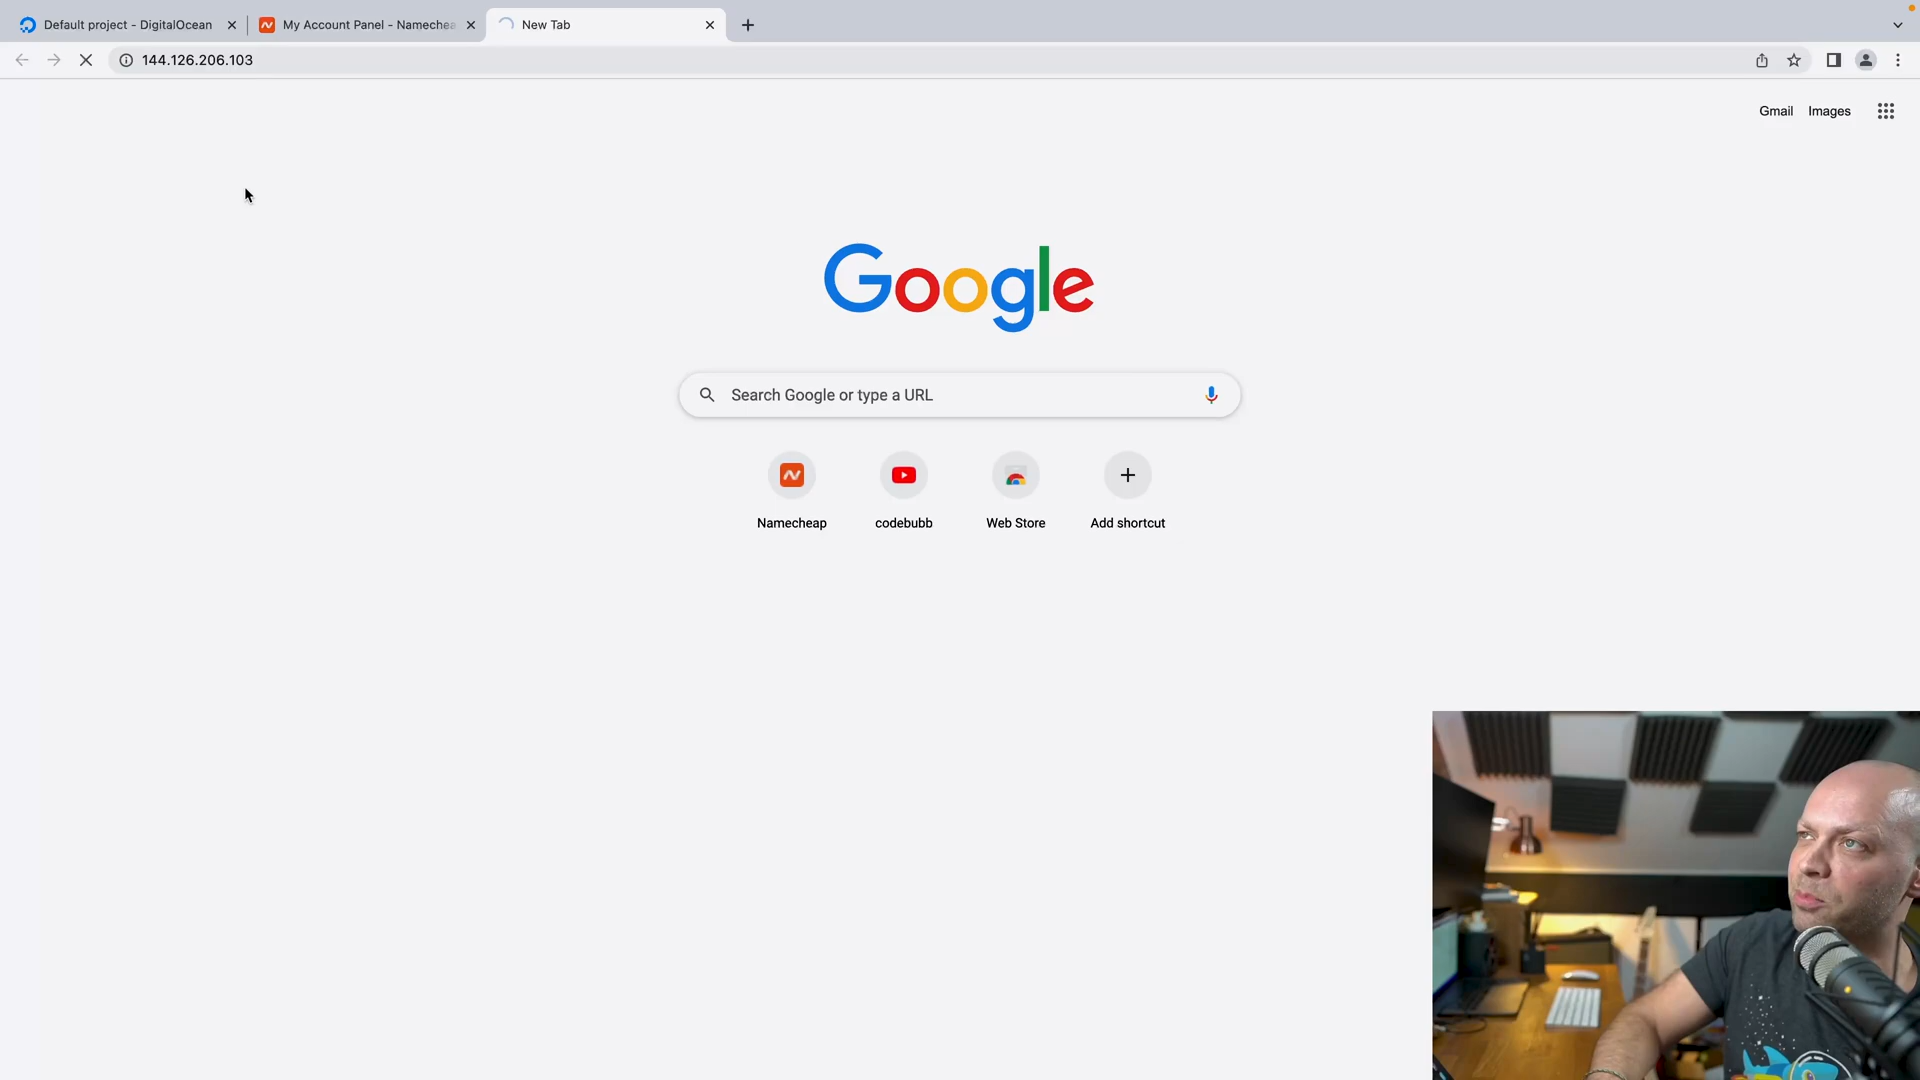 Default project - DigitalOcean
My Account Panel - Namechea
New Tab
144.126.206.103
Gmail
Images
Google
Search Google or type a URL
Namecheap
codebubb
Web Store
Add shortcut